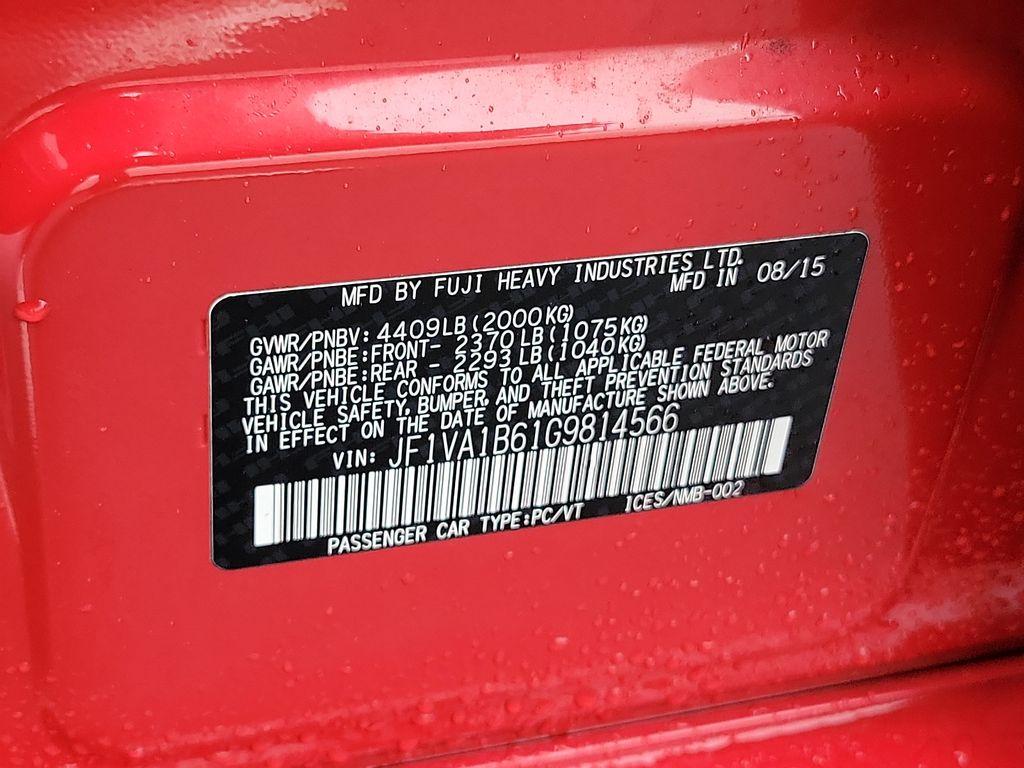 MFD BY FUJI HEAVY INDUSTRIES LTD.
MFD IN 08/15
GVWR/PNBV: 4409LB(2000KG)
GAWR/PNBE:FRONT- 2370LB(1075KG)
GAWR/PNBE:REAR - 2293LB(1040KG)
THIS VEHICLE CONFORMS TO ALL APPLICABLE FEDERAL MOTOR
VEHICLE SAFETY, BUMPER, AND THEFT PREVENTION STANDARDS
IN EFFECT ON THE DATE OF MANUFACTURE SHOWN ABOVE.
VIN: JF1VA1B61G9814566
PASSENGER CAR TYPE:PC/VT ICES/NMB-002